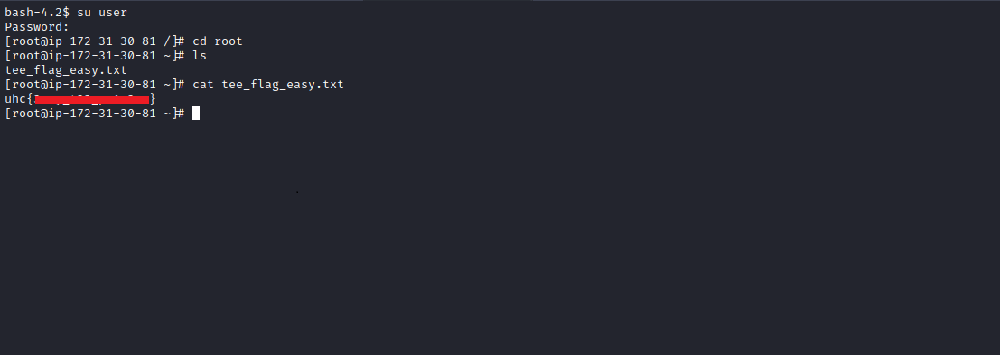 bash-4.2$ su user
Password:
[root@ip-172-31-30-81 /]# cd root
[root@ip-172-31-30-81 ~]# ls
tee_flag_easy.txt
[root@ip-172-31-30-81 ~]# cat tee_flag_easy.txt
uhc{ }
[root@ip-172-31-30-81 ~]#